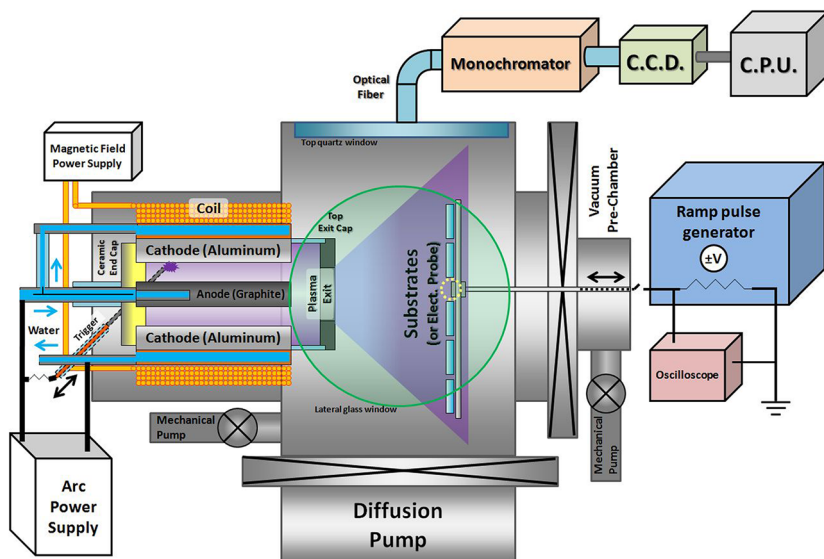 Optical
Fiber
Monochromator
C.C.D.
C.P.U.
Magnetic Field
Power Supply
Top quartz window
Coil
Cathode (Aluminum)
Ceramic
End Cap
Top
Exit Cap
Anode (Graphite)
Plasma
Exit
Cathode (Aluminum)
Water
Trigger
Substrates
(or Elect. Probe)
Vacuum
Pre-Chamber
Ramp pulse
generator
±V
Oscilloscope
Lateral glass window
Mechanical
Pump
Mechanical
Pump
Arc
Power
Supply
Diffusion
Pump